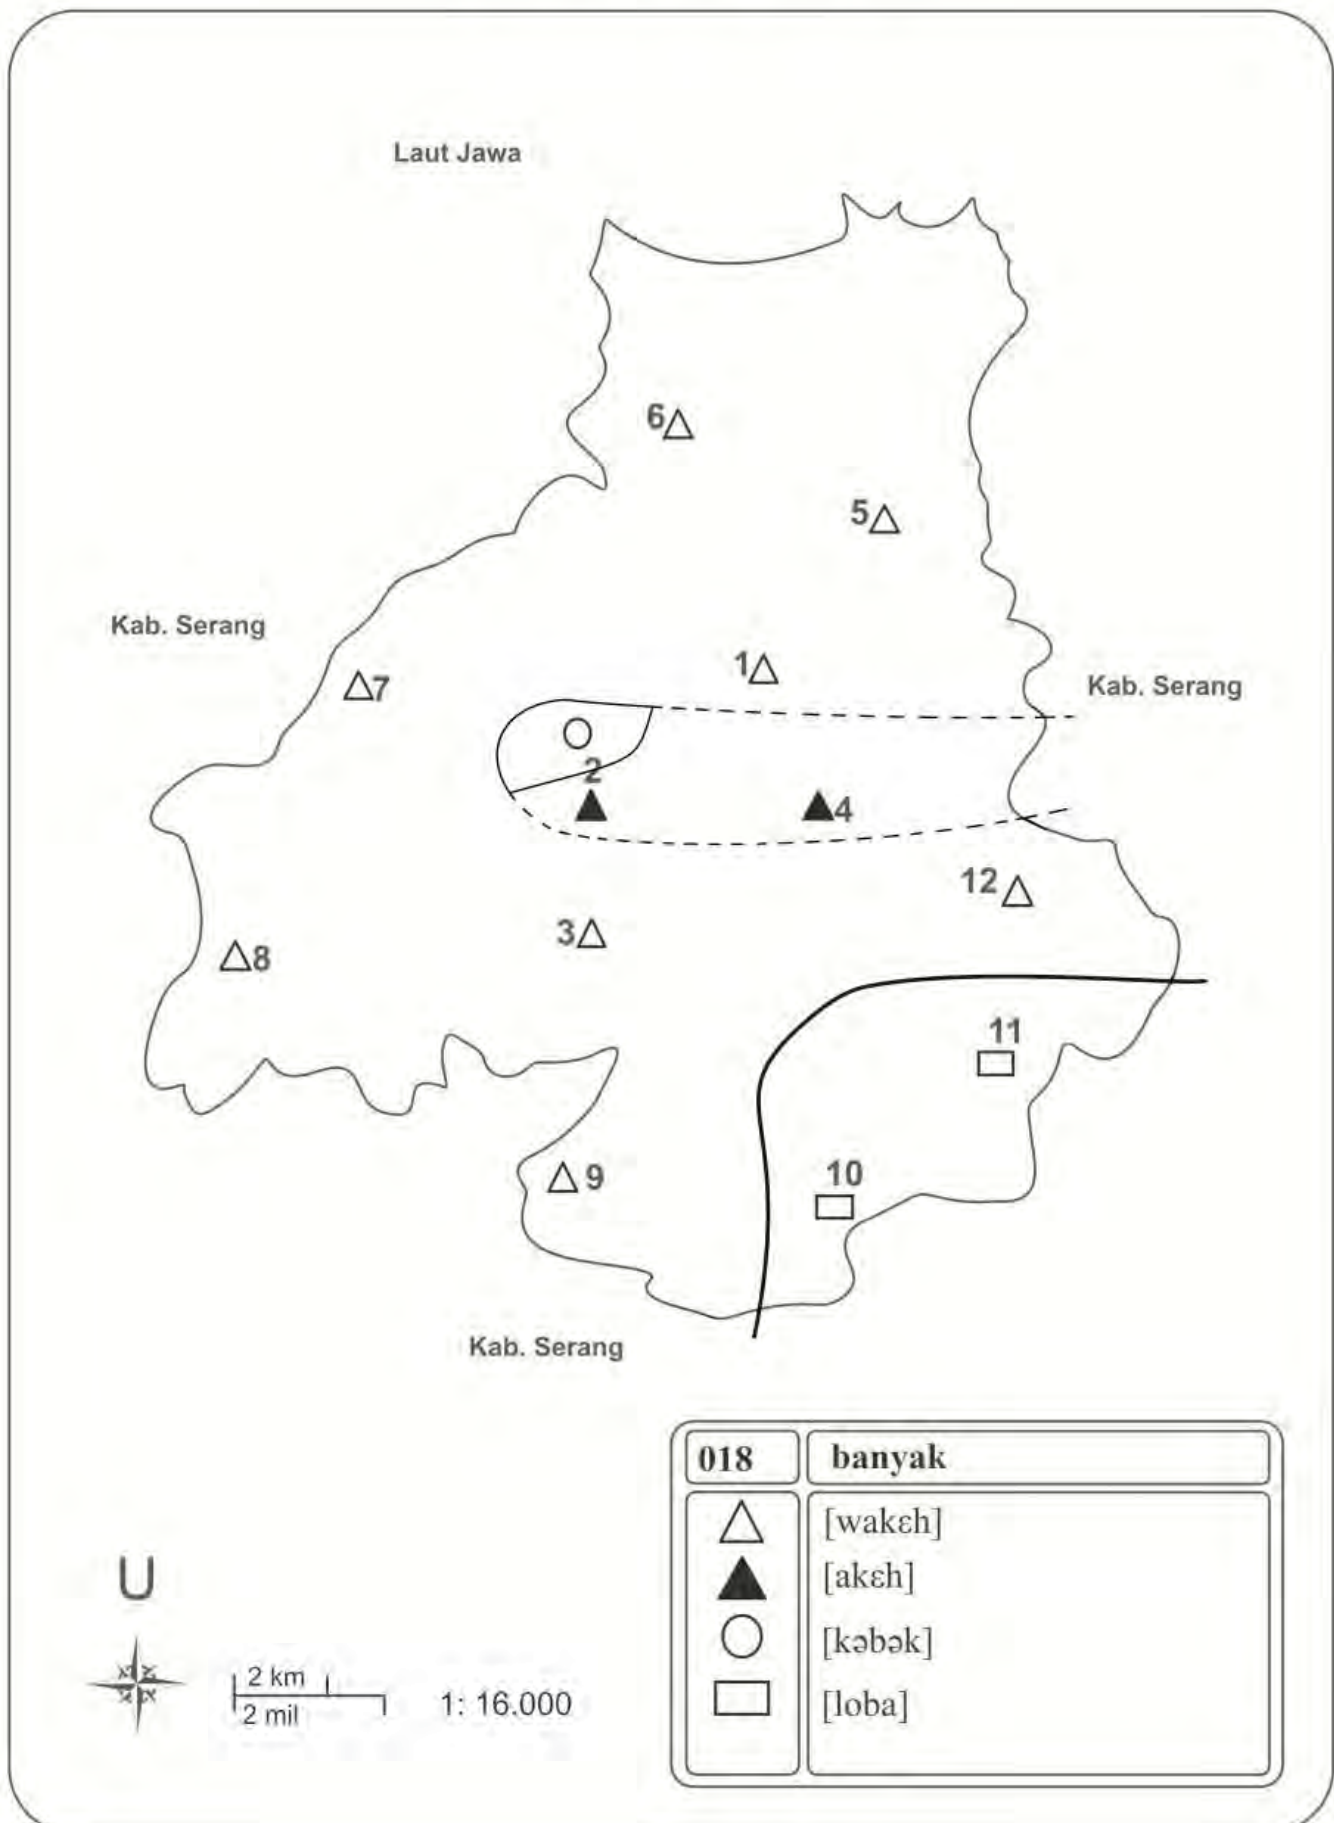 Laut Jawa
6
5
Kab. Serang
1
7
Kab. Serang
2
4
12
3
8
11
10
9
Kab. Serang
018 banyak
[wakɛh]
[akɛh]
[kəbək]
[loba]
U
2 km
2 mil
1: 16.000